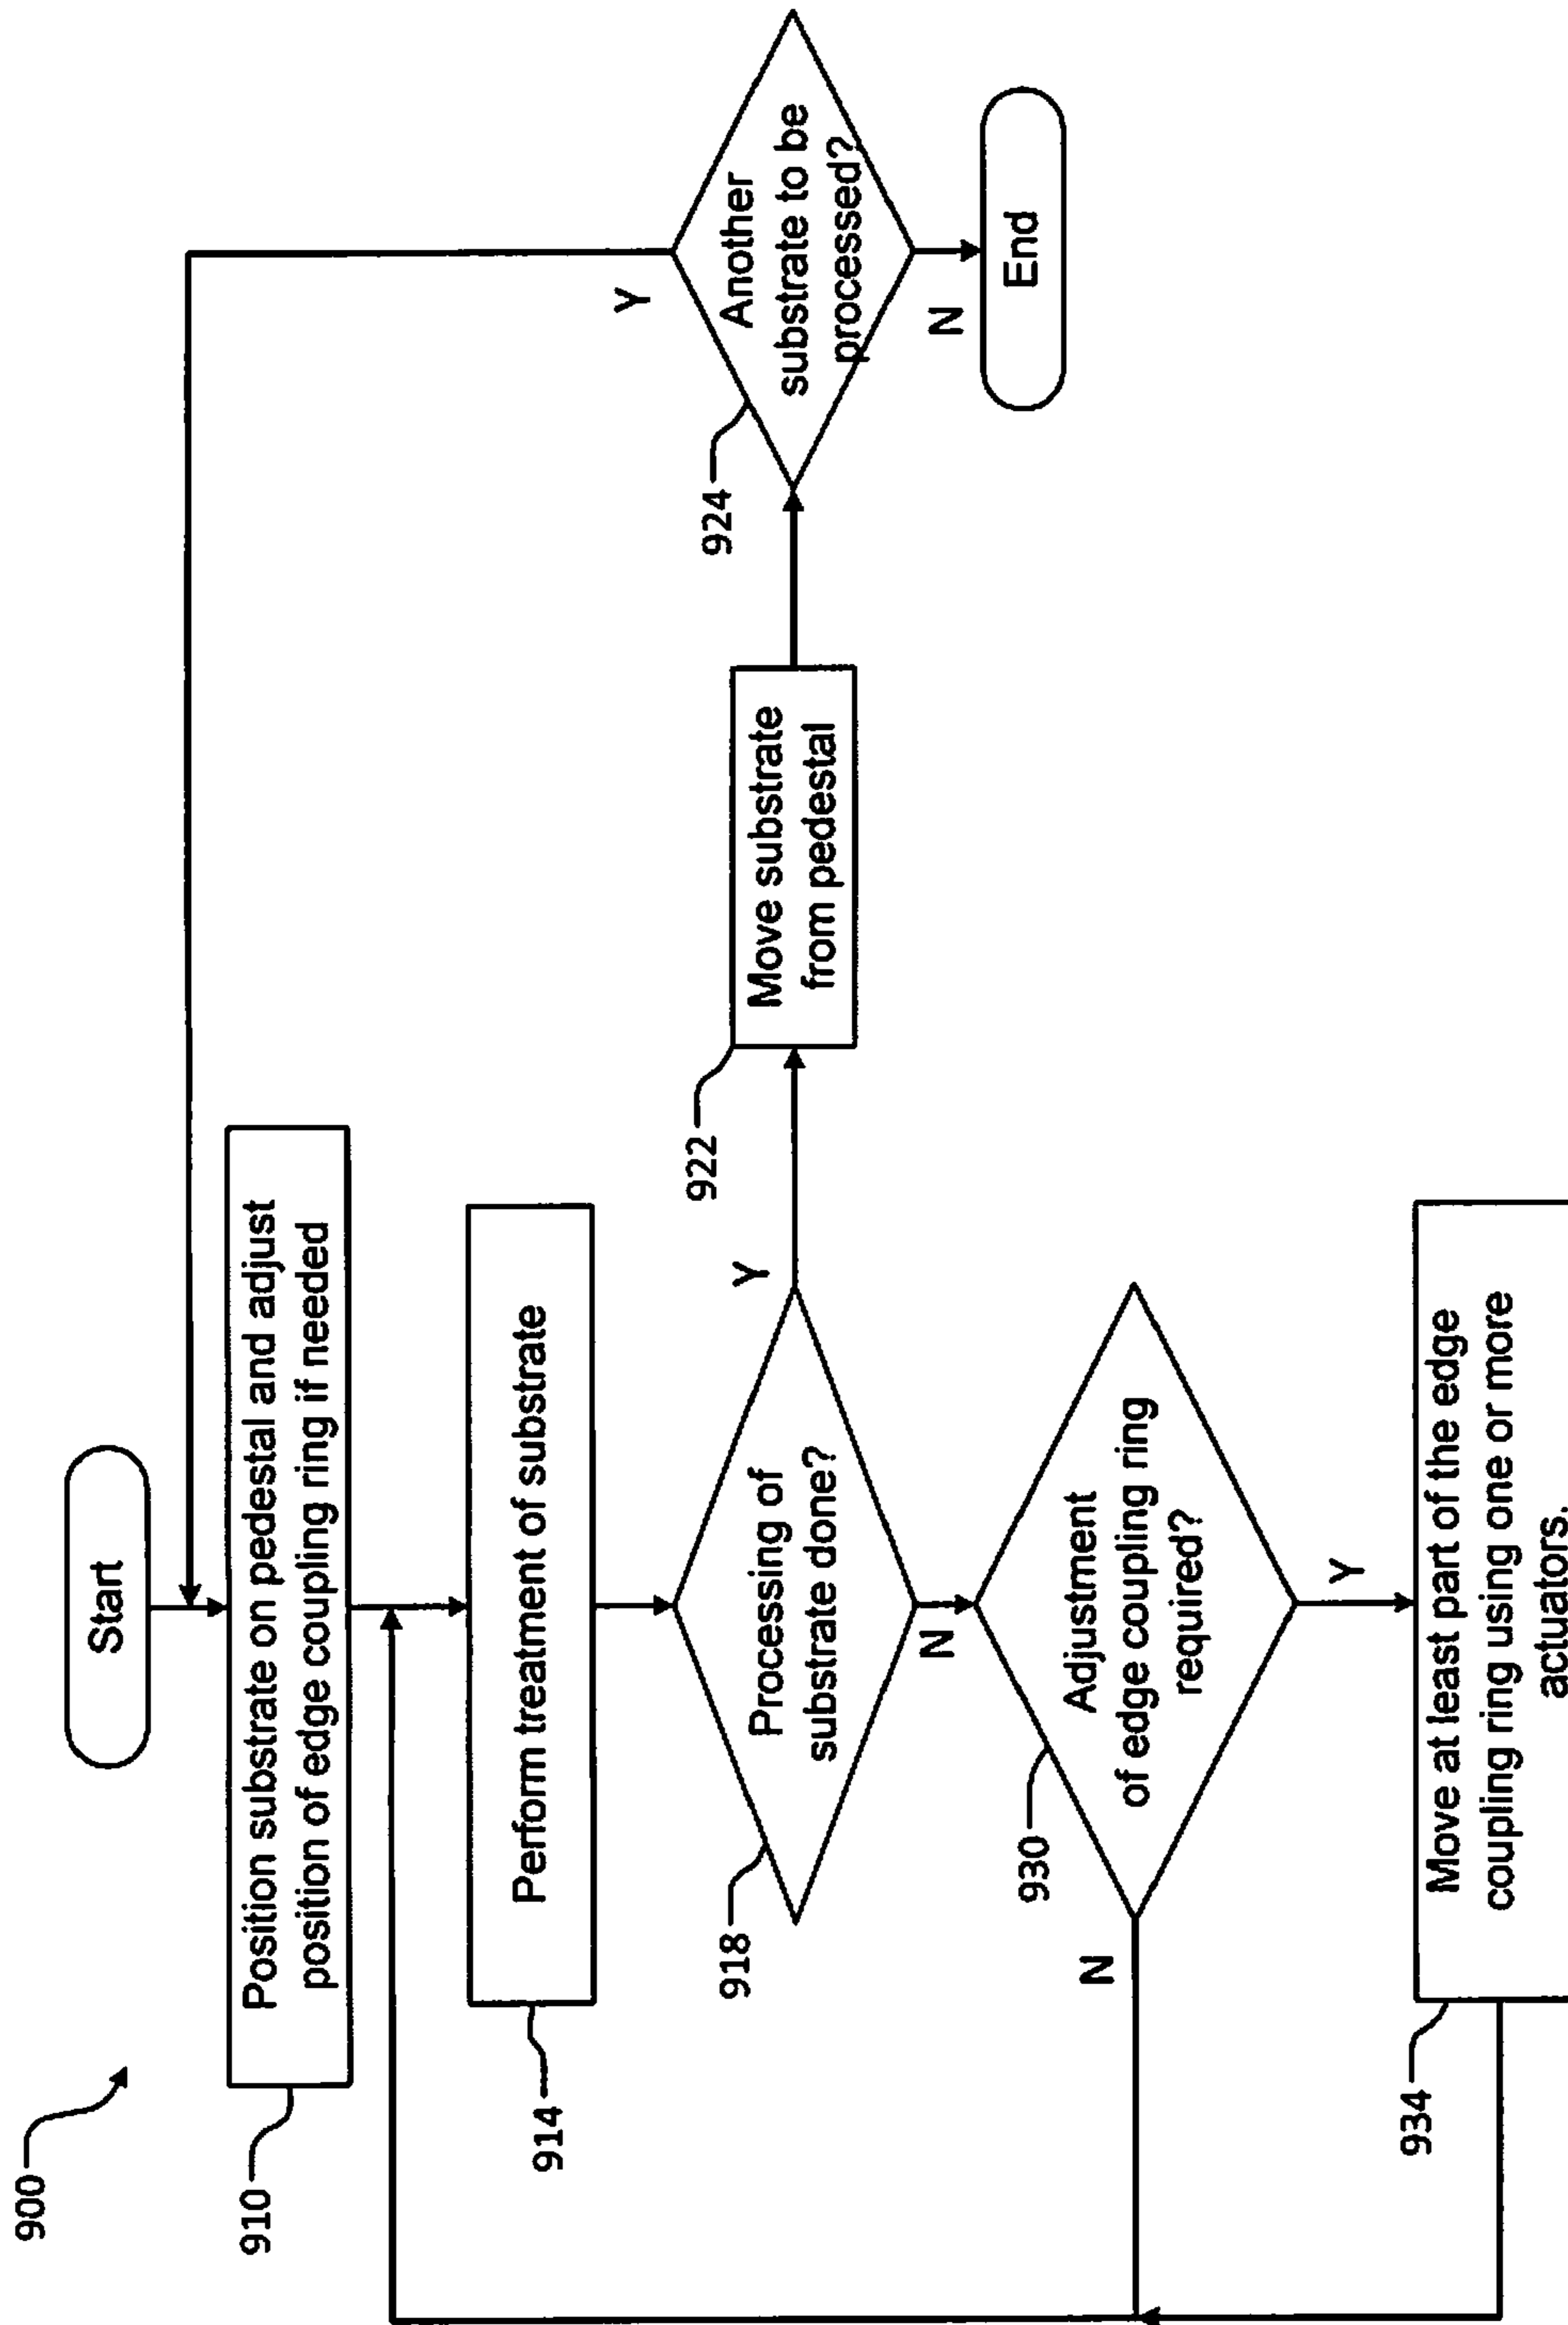 900
Start
910
Position substrate on pedestal and adjust
position of edge coupling ring if needed
914
Perform treatment of substrate
918
Processing of
substrate done?
Y
N
922
Move substrate
from pedestal
924
Another
substrate to be
processed?
Y
N
End
930
Adjustment
of edge coupling ring
required?
N
Y
934
Move at least part of the edge
coupling ring using one or more
actuators.